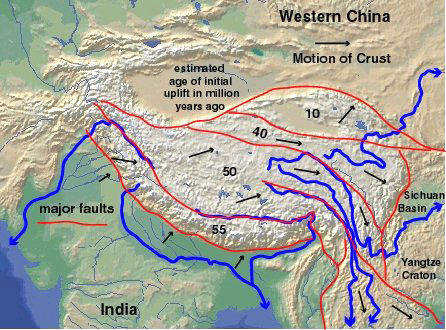 Western China
Motion of Crust
estimated
age of initial
uplift in million
years ago
10
40
50
Sichuan
Basin
major faults
55
Yangtze
Craton
India